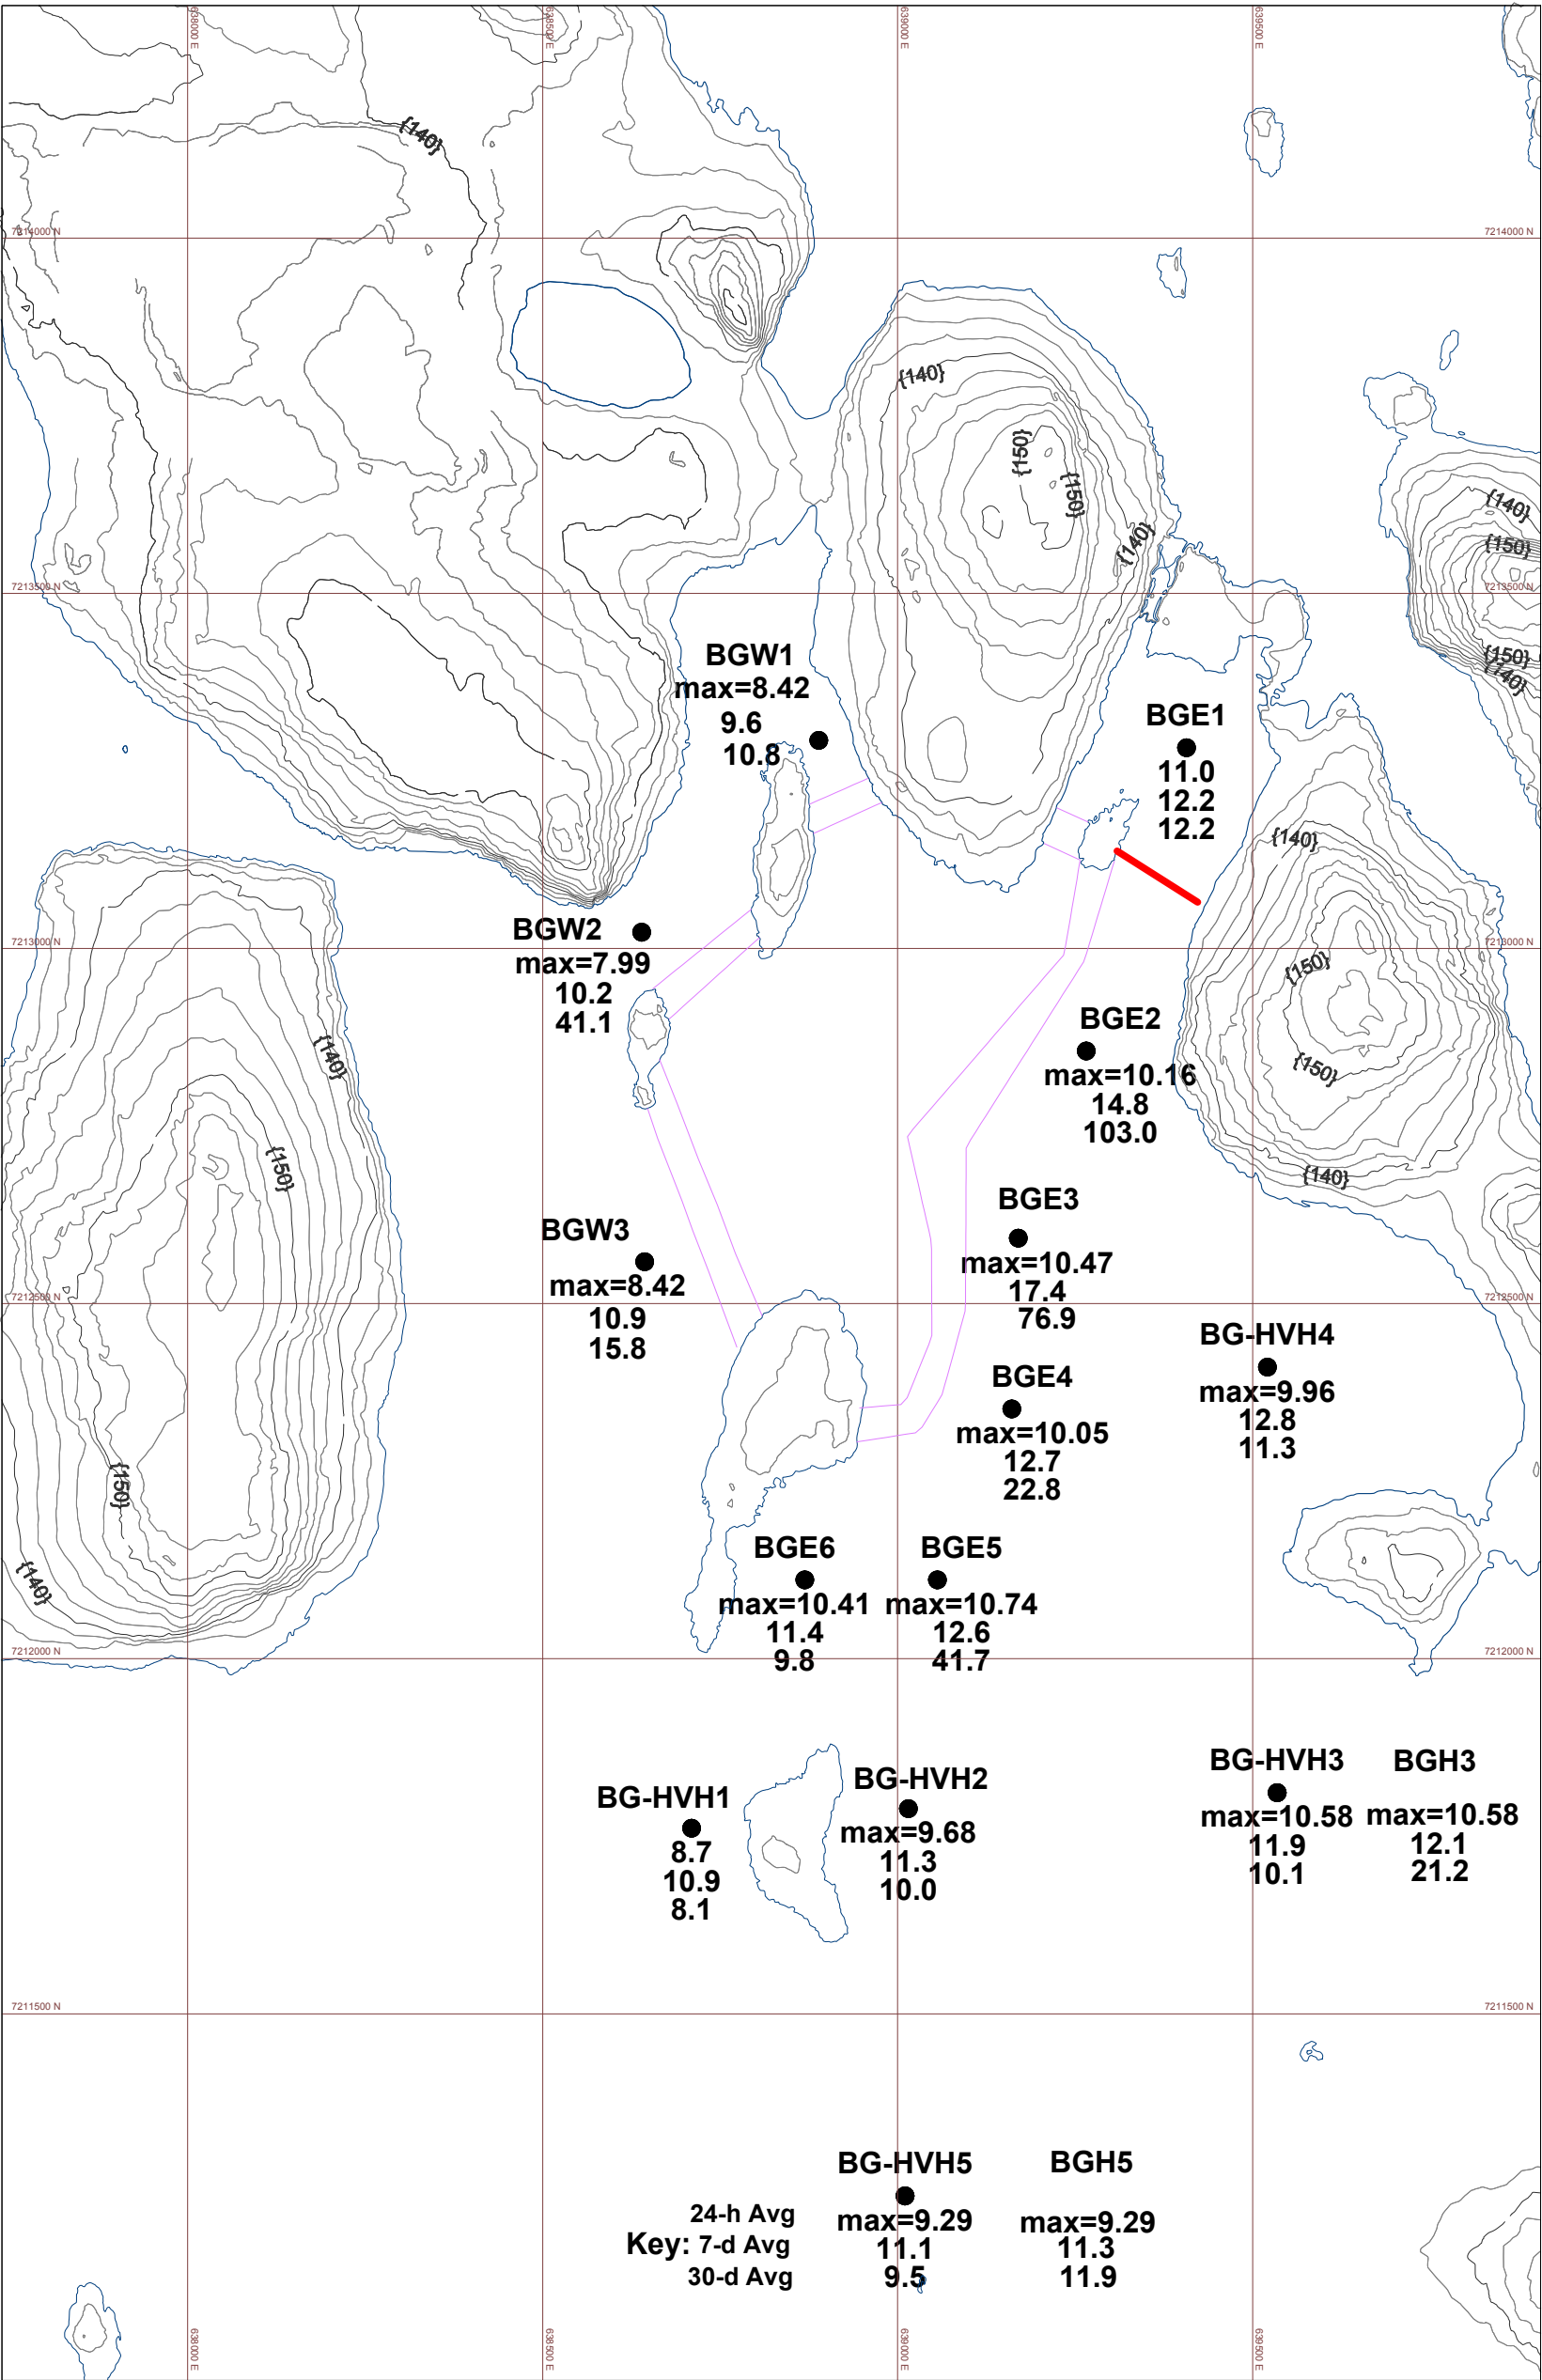 638000 E
638500 E
639000 E
639500 E
{140}
7214000 N
7214000 N
{140}
{150}
{150}
{140}
{140}
{150}
7213500 N
7213500 N
{150}
{140}
BGW1
max=8.42
9.6
10.8
BGE1
11.0
12.2
12.2
{140}
BGW2
max=7.99
10.2
41.1
7213000 N
7213000 N
{150}
{140}
{150}
BGE2
max=10.16
14.8
103.0
{150}
{140}
BGE3
max=10.47
17.4
76.9
BGW3
max=8.42
10.9
15.8
7212500 N
7212500 N
BG-HVH4
max=9.96
12.8
11.3
BGE4
max=10.05
12.7
22.8
{150}
{140}
BGE6
max=10.41
11.4
9.8
BGE5
max=10.74
12.6
41.7
7212000 N
7212000 N
BG-HVH1
8.7
10.9
8.1
BG-HVH2
max=9.68
11.3
10.0
BG-HVH3
max=10.58
11.9
10.1
BGH3
max=10.58
12.1
21.2
7211500 N
7211500 N
BG-HVH5
max=9.29
11.1
9.5
BGH5
max=9.29
11.3
11.9
24-h Avg
Key: 7-d Avg
30-d Avg
638000 E
638500 E
639000 E
639500 E